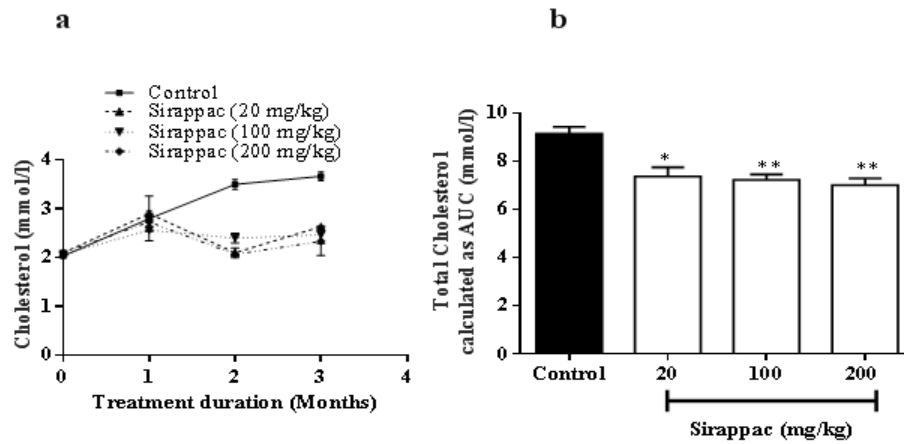 a
Control
Sirappac (20 mg/kg)
Sirappac (100 mg/kg)
Sirappac (200 mg/kg)
Cholesterol (mmol/l)
4
3
2
1
0
0 1 2 3 4
Treatment duration (Months)
b
Total Cholesterol
calculated as AUC (mmol/l)
10
8
6
4
2
0
* ** **
Control 20 100 200
Sirappac (mg/kg)